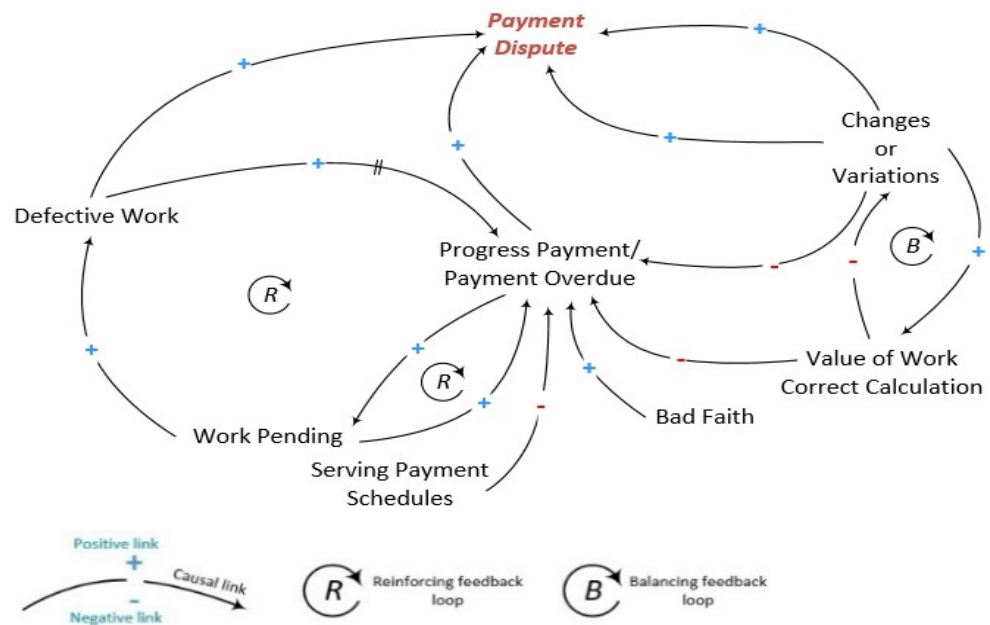 Payment
Dispute
+
+
+
+
+
Changes
or
Variations
Defective Work
Progress Payment/
Payment Overdue
-
-
B
+
R
+
+
R
+
-
+
-
Value of Work
Correct Calculation
Bad Faith
Work Pending
Serving Payment
Schedules
Positive link
+
Causal link
-
Negative link
R
Reinforcing feedback
loop
B
Balancing feedback
loop